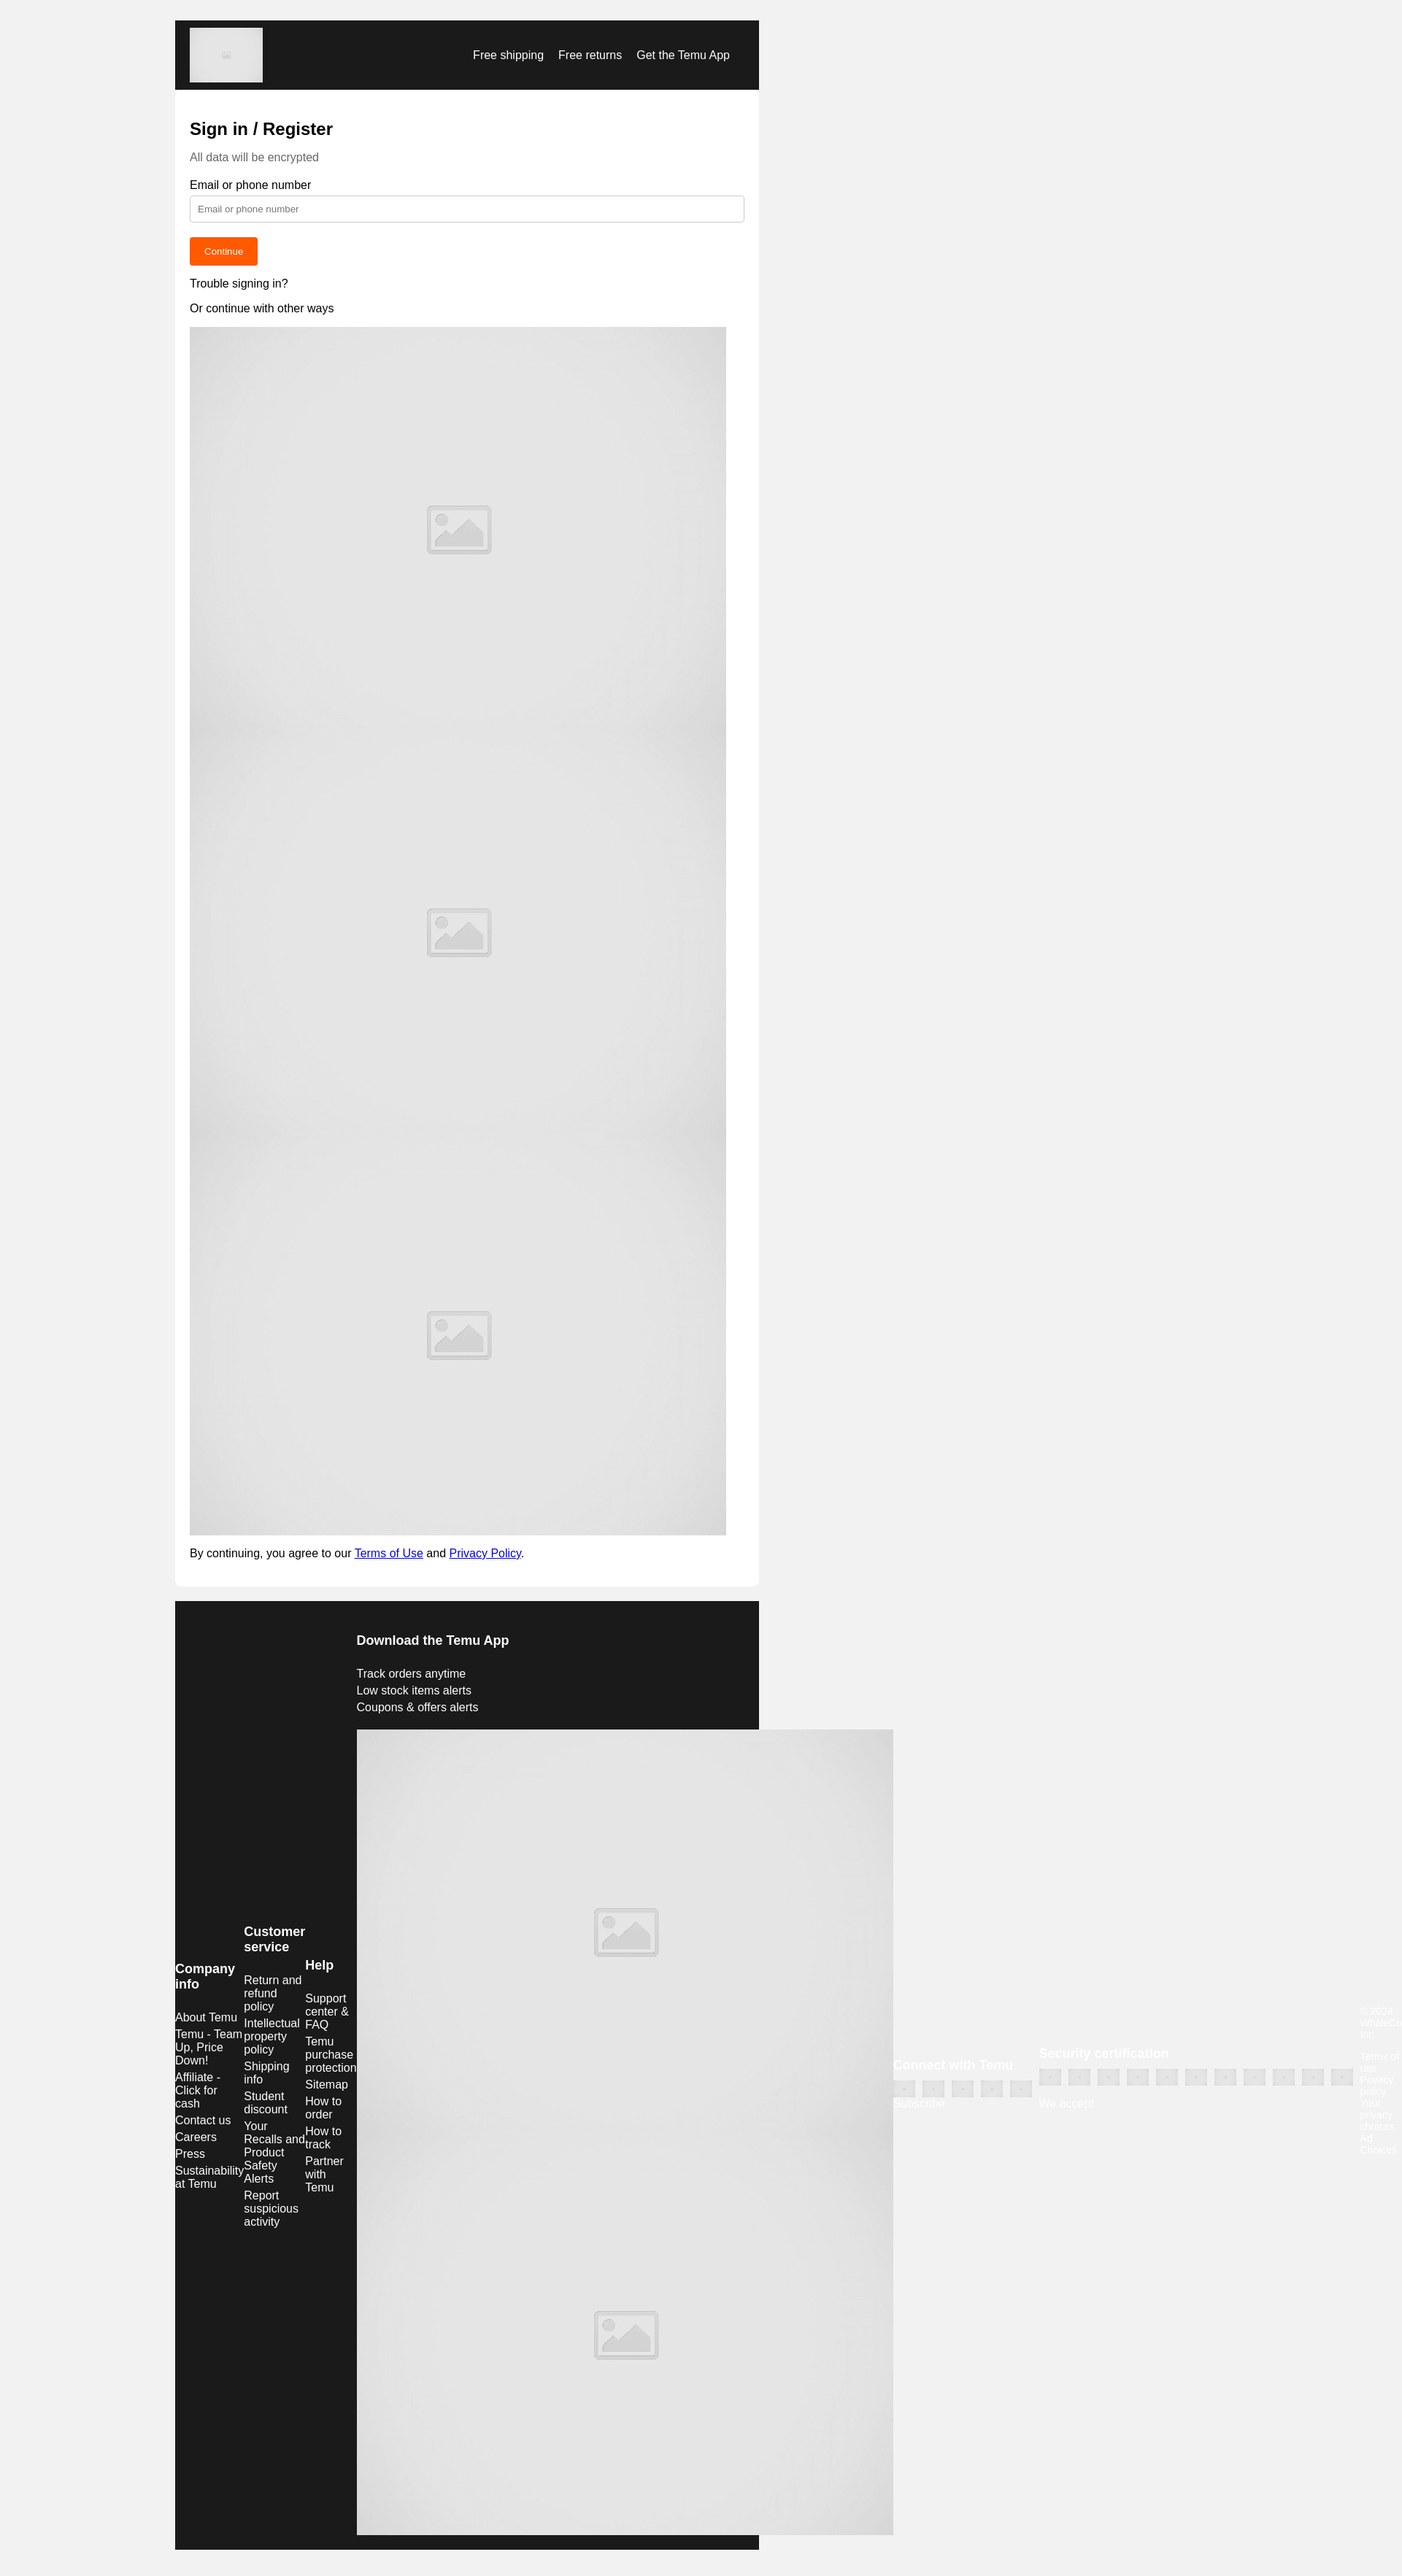 Free shipping Free returns Get the Temu App
Sign in / Register
All data will be encrypted
Email or phone number
Email or phone number
Continue
Trouble signing in?
Or continue with other ways
By continuing, you agree to our Terms of Use and Privacy Policy.
Company
info
About Temu
Temu - Team
Up, Price
Down!
Affiliate -
Click for
cash
Contact us
Careers
Press
Sustainability
at Temu
Customer
service
Return and
refund
policy
Intellectual
property
policy
Shipping
info
Student
discount
Your
Recalls and
Product
Safety
Alerts
Report
suspicious
activity
Help
Support
center &
FAQ
Temu
purchase
protection
Sitemap
How to
order
How to
track
Partner
with
Temu
Download the Temu App
Track orders anytime
Low stock items alerts
Coupons & offers alerts
Connect with Temu
Subscribe
Security certification
We accept
© 2024
WhaleCo
Inc.
Terms of
use
Privacy
policy
Your
privacy
choices
Ad
Choices